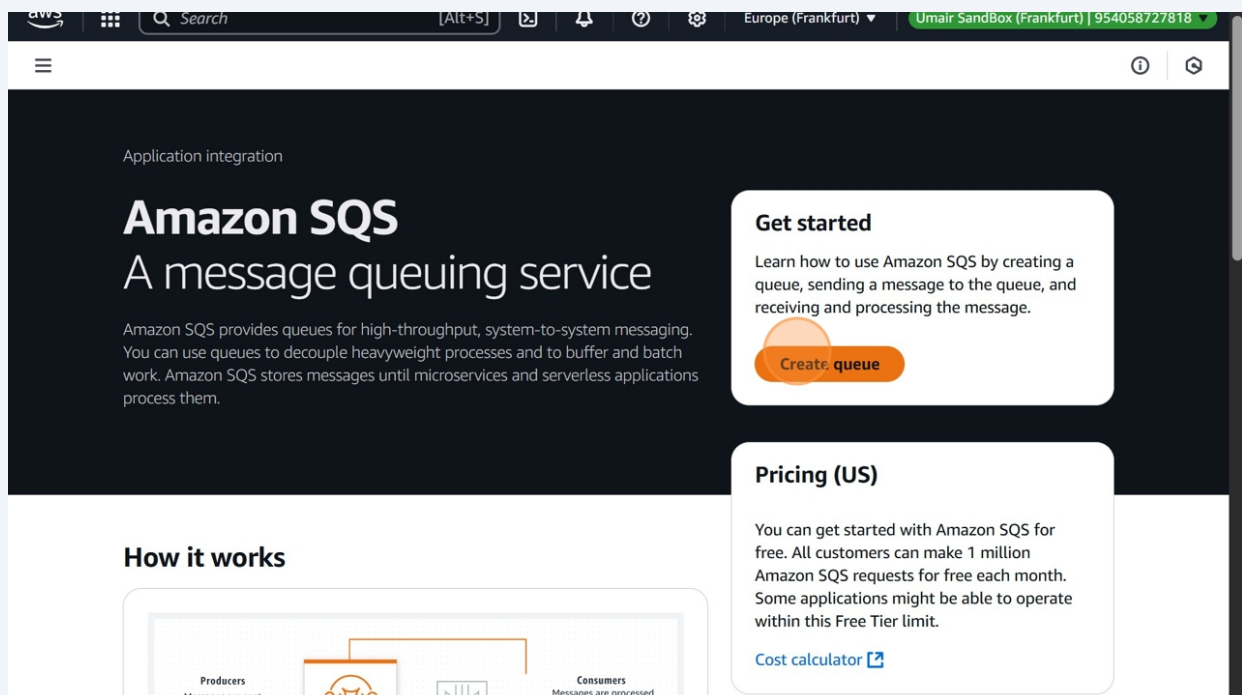 aws
Search
[Alt+S]
Europe (Frankfurt)
Umair SandBox (Frankfurt) | 954058727818
Application integration
Amazon SQS
A message queuing service
Amazon SQS provides queues for high-throughput, system-to-system messaging.
You can use queues to decouple heavyweight processes and to buffer and batch
work. Amazon SQS stores messages until microservices and serverless applications
process them.
Get started
Learn how to use Amazon SQS by creating a
queue, sending a message to the queue, and
receiving and processing the message.
Create queue
Pricing (US)
You can get started with Amazon SQS for
free. All customers can make 1 million
Amazon SQS requests for free each month.
Some applications might be able to operate
within this Free Tier limit.
Cost calculator
How it works
Producers
Consumers
Messages are processed